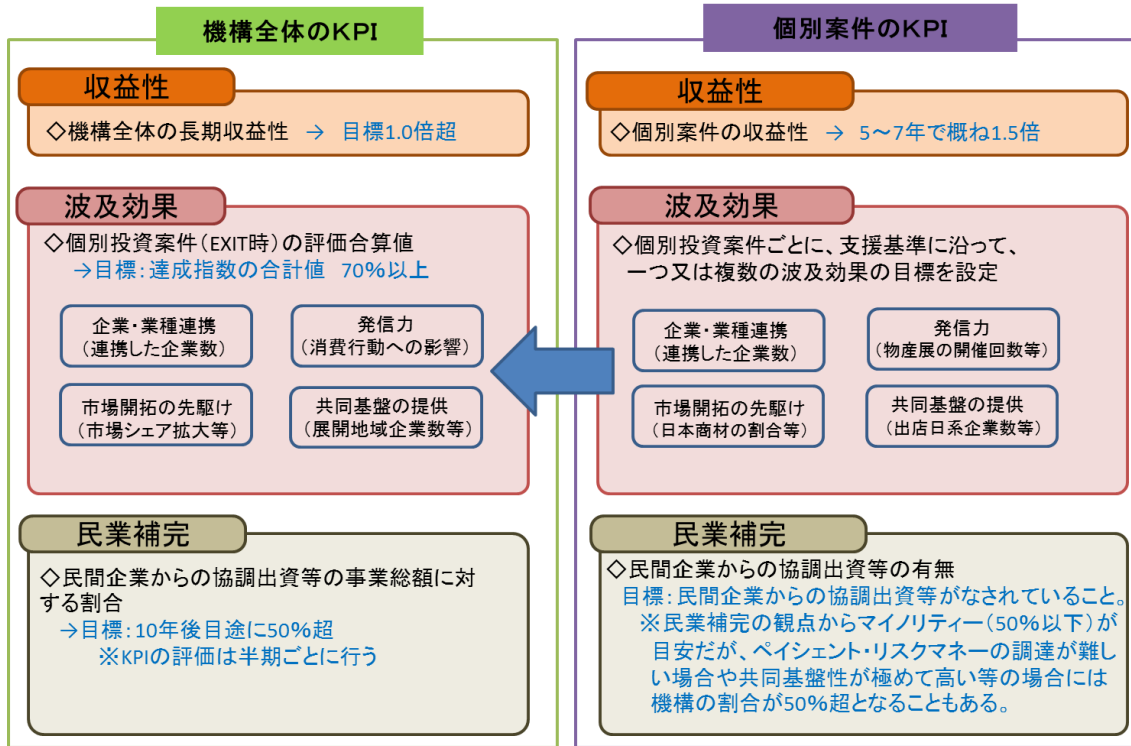 機構全体のKPI
収益性
◇機構全体の長期収益性 → 目標1.0倍超
波及効果
◇個別投資案件(EXIT時)の評価合算値
→目標:達成指数の合計値 70%以上
企業・業種連携
(連携した企業数)
発信力
(消費行動への影響)
市場開拓の先駆け
(市場シェア拡大等)
共同基盤の提供
(展開地域企業数等)
民業補完
◇民間企業からの協調出資等の事業総額に対
する割合
→目標:10年後目途に50%超
※KPIの評価は半期ごとに行う
個別案件のKPI
収益性
◇個別案件の収益性 → 5~7年で概ね1.5倍
波及効果
◇個別投資案件ごとに、支援基準に沿って、
一つ又は複数の波及効果の目標を設定
企業・業種連携
(連携した企業数)
発信力
(物産展の開催回数等)
市場開拓の先駆け
(日本商材の割合等)
共同基盤の提供
(出店日系企業数等)
民業補完
◇民間企業からの協調出資等の有無
目標:民間企業からの協調出資等がなされていること。
※民業補完の観点からマイノリティー(50%以下)が
目安だが、ペイシェント・リスクマネーの調達が難し
い場合や共同基盤性が極めて高い等の場合には
機構の割合が50%超となることもある。